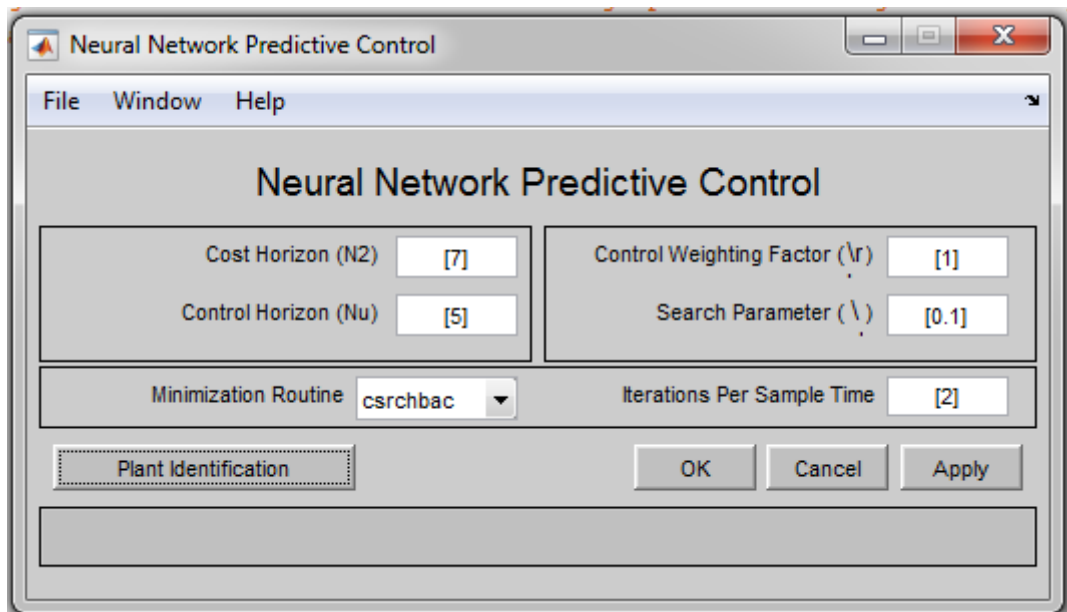 Neural Network Predictive Control
File Window Help
Neural Network Predictive Control
Cost Horizon (N2) [7]
Control Weighting Factor (\r) [1]
Control Horizon (Nu) [5]
Search Parameter ( \ ) [0.1]
Minimization Routine csrchbac
Iterations Per Sample Time [2]
Plant Identification OK Cancel Apply